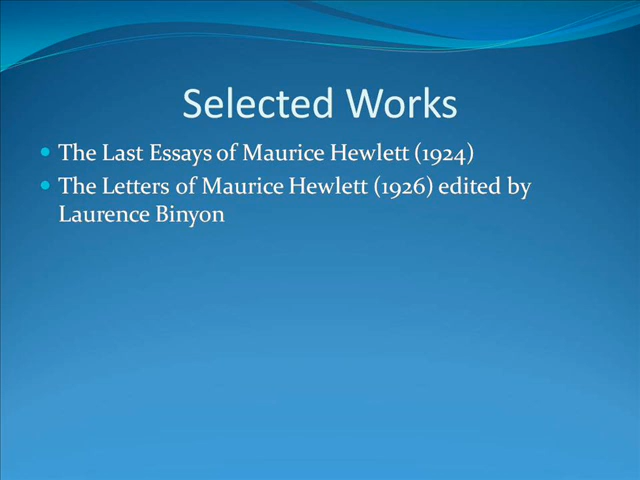 Selected Works
The Last Essays of Maurice Hewlett (1924)
The Letters of Maurice Hewlett (1926) edited by
Laurence Binyon